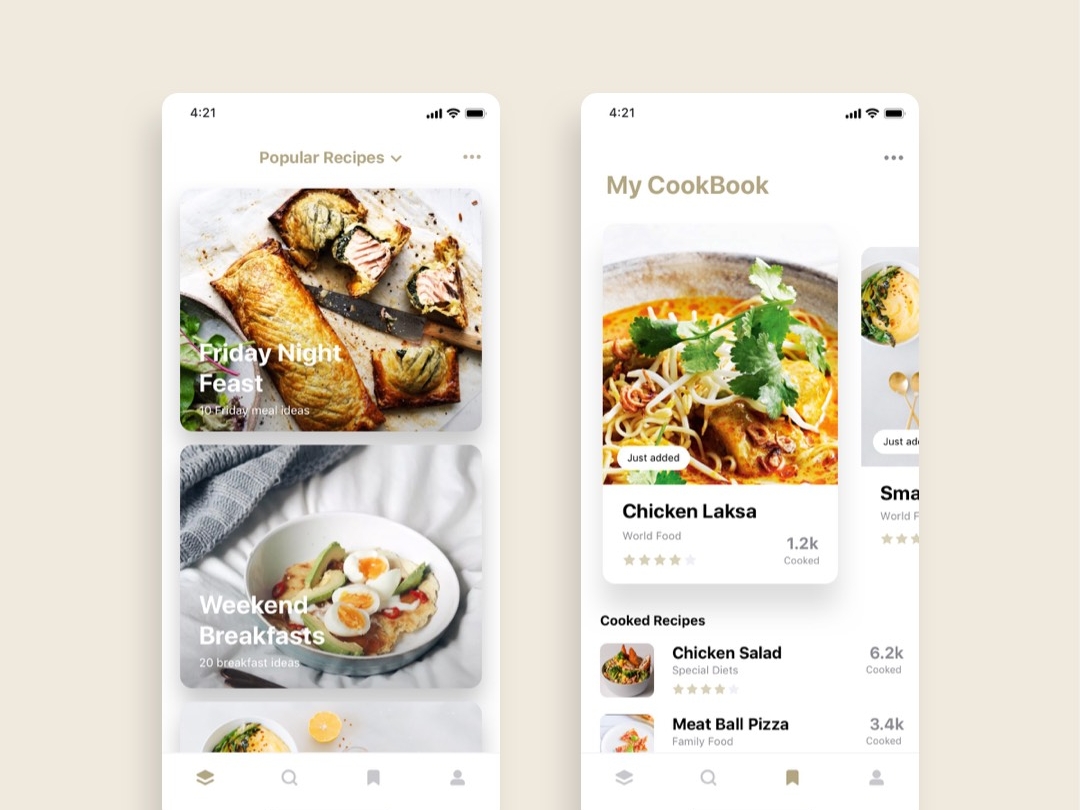 4:21
Popular Recipes
Friday Night
Feast
10 Friday meal ideas
Weekend
Breakfasts
20 breakfast ideas
4:21
My CookBook
Just added
Chicken Laksa
World Food
1.2k
Cooked
Just ad
Sma
World F
Cooked Recipes
Chicken Salad
Special Diets
6.2k
Cooked
Meat Ball Pizza
Family Food
3.4k
Cooked